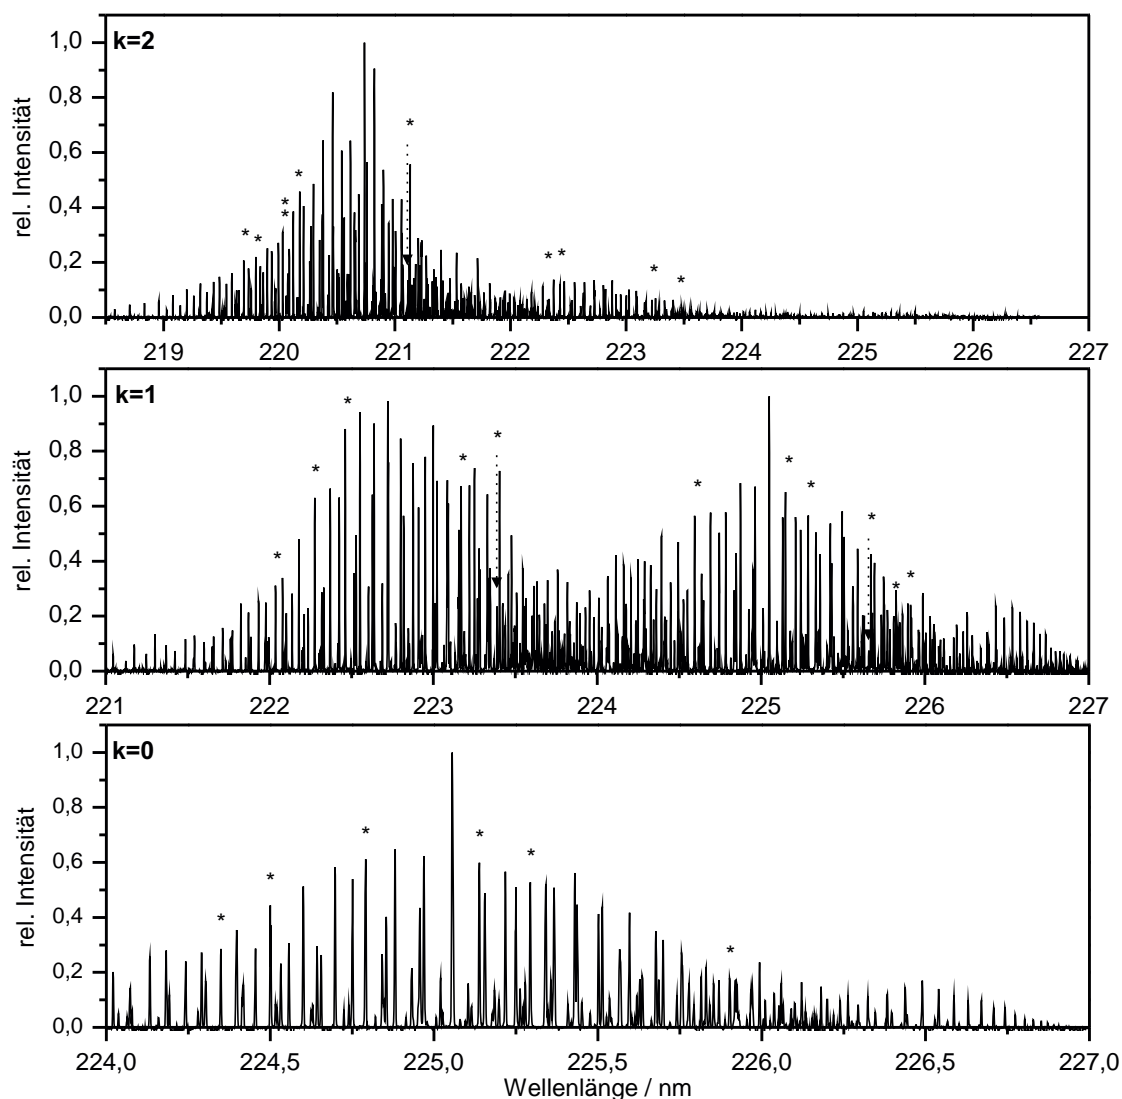 k=2
1,0
0,8
0,6
0,4
0,2
0,0
rel. Intensität
* * * * * * * * * *
219 220 221 222 223 224 225 226 227
k=1
1,0
0,8
0,6
0,4
0,2
0,0
rel. Intensität
* * * * * * * * * * *
221 222 223 224 225 226 227
k=0
1,0
0,8
0,6
0,4
0,2
0,0
rel. Intensität
* * * * * *
224,0 224,5 225,0 225,5 226,0 226,5 227,0
Wellenlänge / nm